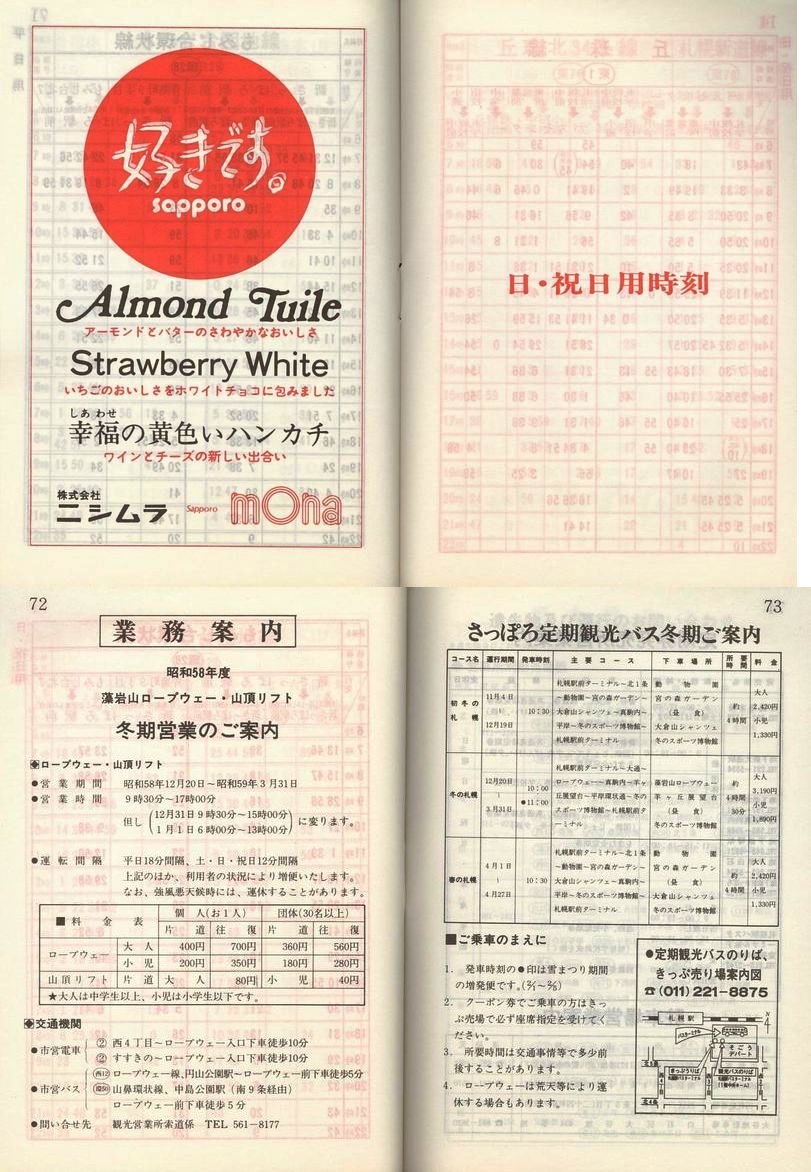 好きです。
sapporo
Almond Tuile
アーモンドとバターのさわやかなおいしさ
Strawberry White
いちごのおいしさをホワイトチョコに包みました
しあわせ
幸福の黄色いハンカチ
ワインとチーズの新しい出合い
株式会社
ニシムラ
Sapporo
mona
日・祝日用時刻
72
業務案内
昭和58年度
藻岩山ロープウェー・山頂リフト
冬期営業のご案内
◆ロープウェー・山頂リフト
●営業期間 昭和58年12月20日～昭和59年3月31日
●営業時間 9時30分―17時00分
但し(12月31日9時30分～15時00分
1月1日6時00分～13時00分)に変ります。
●運転間隔 平日18分間隔、土・日・祝日12分間隔
上記のほか、利用者の状況により増便いたします。
なお、強風悪天候時には、運休することがあります。
■料金表 個人(お1人) 団体(30名以上)
片道 往復 片道 往復
ロープウェー 大人 400円 700円 360円 560円
小児 200円 350円 180円 280円
山頂リフト 片道 大人 80円 小児 40円
★大人は中学生以上、小児は小学生以下です。
◆交通機関
●市営電車 ② 西4丁目～ロープウェー入口下車徒歩10分
② すすきの～ロープウェー入口下車徒歩10分
●市営バス 西12 ロープウェー線、円山公園駅～ロープウェー前下車徒歩5分
山鼻環状線、中島公園駅(南9条経由)
ロープウェー前下車徒歩5分
●問い合せ先 観光営業所索道係 TEL 561-8177
73
さっぽろ定期観光バス冬期ご案内
コース名 運行期間 発車時刻 主要コース 下車場所 所要時間 料金
初冬の札幌 11月4日～12月19日 10:30
札幌駅前ターミナル～北1条
～動物園～宮の森ガーデン～
大倉山シャンツェ～真駒内～
平岸～冬のスポーツ博物館～
札幌駅前ターミナル
動物園
宮の森ガーデン
(昼食)
大倉山シャンツェ
冬のスポーツ博物館
約4時間
大人 2,420円
小児 1,330円
冬の札幌 12月20日～3月31日 10:00 ●11:00
札幌駅前ターミナル～大通～
ロープウェー～真駒内～羊ヶ
丘展望台～平岸環状通～冬の
スポーツ博物館～札幌駅前タ
ーミナル
藻岩山ロープウェー
羊ヶ丘展望台
(昼食)
冬のスポーツ博物館
約4時間30分
大人 3,190円
小児 1,890円
春の札幌 4月1日～4月27日 10:30
札幌駅前ターミナル～北1条
～動物園～宮の森ガーデン～
大倉山シャンツェ～真駒内～
平岸～冬のスポーツ博物館～
札幌駅前ターミナル
動物園
宮の森ガーデン
(昼食)
大倉山シャンツェ
冬のスポーツ博物館
約4時間
大人 2,420円
小児 1,330円
■ご乗車のまえに
1. 発車時刻の●印は雪まつり期間
の増発便です。(2/1～2/5)
2. クーポン券でご乗車の方はきっ
ぷ売場で必ず座席指定を受けてく
ださい。
3. 所要時間は交通事情等で多少前
後することがあります。
4. ロープウェーは荒天等により運
休する場合もあります。
●定期観光バスのりば、
きっぷ売り場案内図
☎(011)221-8875
札幌駅
N
バスターミナル
そごう
デパート
きっぷうりば
観光バスのりば
北5条
西4丁目
北4条